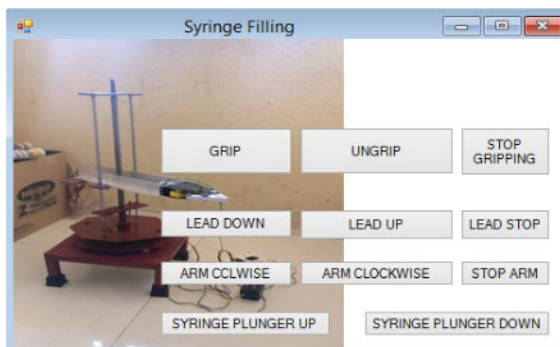 Syringe Filling
GRIP
UNGRIP
STOP
GRIPPING
LEAD DOWN
LEAD UP
LEAD STOP
ARM CCLWISE
ARM CLOCKWISE
STOP ARM
SYRINGE PLUNGER UP
SYRINGE PLUNGER DOWN